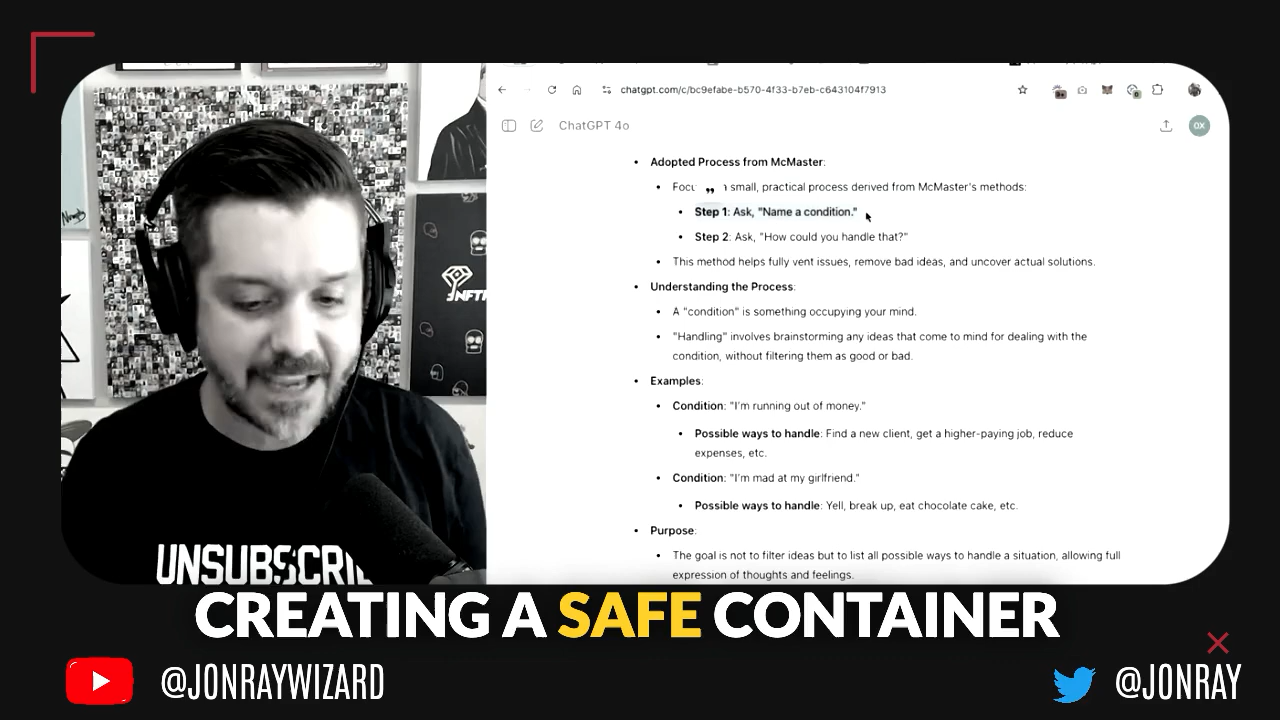 chatgpt.com/c/bc9efabe-b570-4f33-b7eb-c643104f7913
ChatGPT 4o
OX
• Adopted Process from McMaster:
• Focu small, practical process derived from McMaster's methods:
• Step 1: Ask, "Name a condition."
• Step 2: Ask, "How could you handle that?"
• This method helps fully vent issues, remove bad ideas, and uncover actual solutions.
• Understanding the Process:
• A "condition" is something occupying your mind.
• "Handling" involves brainstorming any ideas that come to mind for dealing with the
condition, without filtering them as good or bad.
• Examples:
• Condition: "I'm running out of money."
• Possible ways to handle: Find a new client, get a higher-paying job, reduce
expenses, etc.
• Condition: "I'm mad at my girlfriend."
• Possible ways to handle: Yell, break up, eat chocolate cake, etc.
• Purpose:
• The goal is not to filter ideas but to list all possible ways to handle a situation, allowing full
expression of thoughts and feelings.
UNSUBSCRI
CREATING A SAFE CONTAINER
@JONRAYWIZARD
@JONRAY